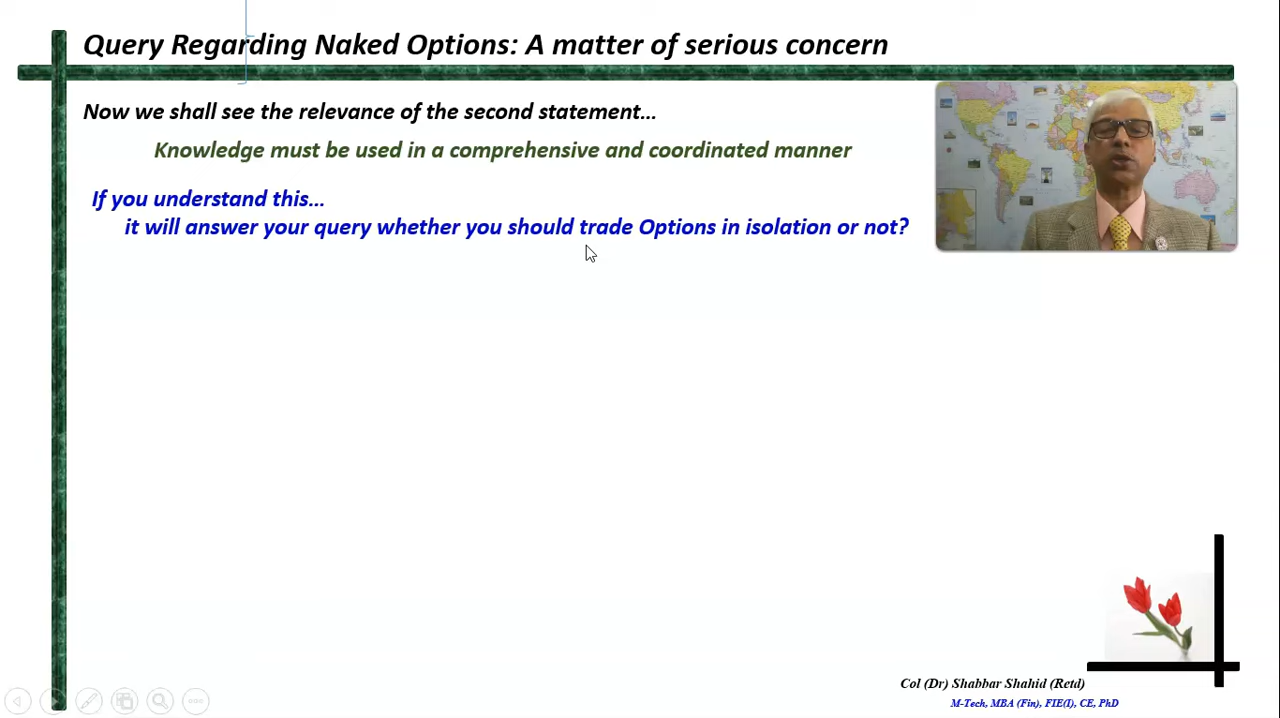 Query Regarding Naked Options: A matter of serious concern
Now we shall see the relevance of the second statement...
Knowledge must be used in a comprehensive and coordinated manner
If you understand this...
it will answer your query whether you should trade Options in isolation or not?
Col (Dr) Shabbar Shahid (Retd)
M-Tech, MBA (Fin), FIE(I), CE, PhD